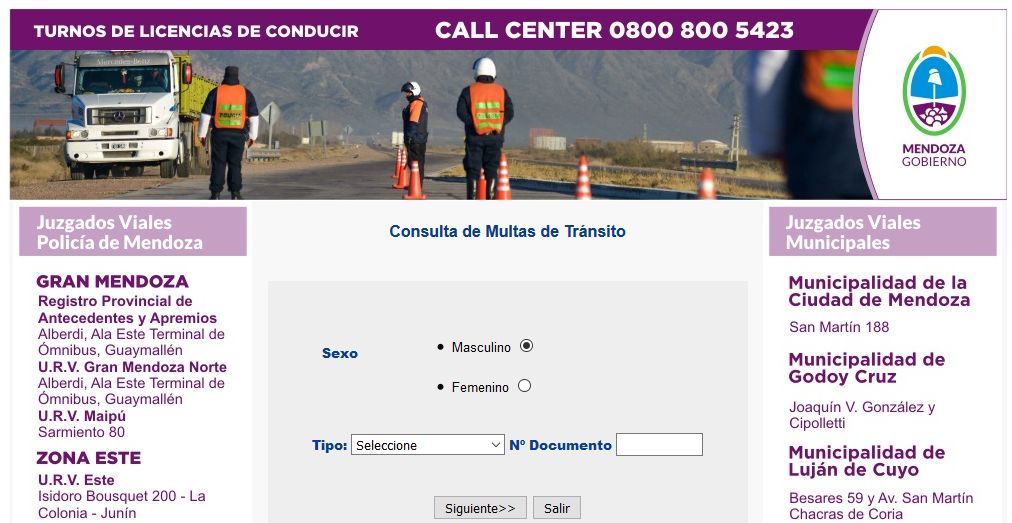 TURNOS DE LICENCIAS DE CONDUCIR
CALL CENTER 0800 800 5423
Mercedes-Benz
POLICIA
MENDOZA
GOBIERNO
Juzgados Viales
Policía de Mendoza
GRAN MENDOZA
Registro Provincial de
Antecedentes y Apremios
Alberdi, Ala Este Terminal de
Ómnibus, Guaymallén
U.R.V. Gran Mendoza Norte
Alberdi, Ala Este Terminal de
Ómnibus, Guaymallén
U.R.V. Maipú
Sarmiento 80
ZONA ESTE
U.R.V. Este
Isidoro Bousquet 200 - La
Colonia - Junín
Consulta de Multas de Tránsito
Sexo
Masculino
Femenino
Tipo: Seleccione Nº Documento
Siguiente>> Salir
Juzgados Viales
Municipales
Municipalidad de la
Ciudad de Mendoza
San Martín 188
Municipalidad de
Godoy Cruz
Joaquín V. González y
Cipolletti
Municipalidad de
Luján de Cuyo
Besares 59 y Av. San Martín
Chacras de Coria